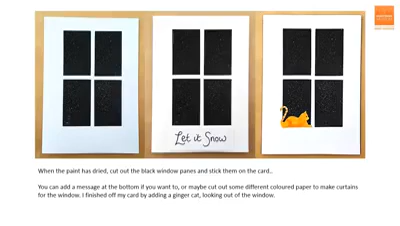 Let it Snow
When the paint has dried, cut out the black window panes and stick them on the card..
You can add a message at the bottom if you want to, or maybe cut out some different coloured paper to make curtains
for the window. I finished off my card by adding a ginger cat, looking out of the window.